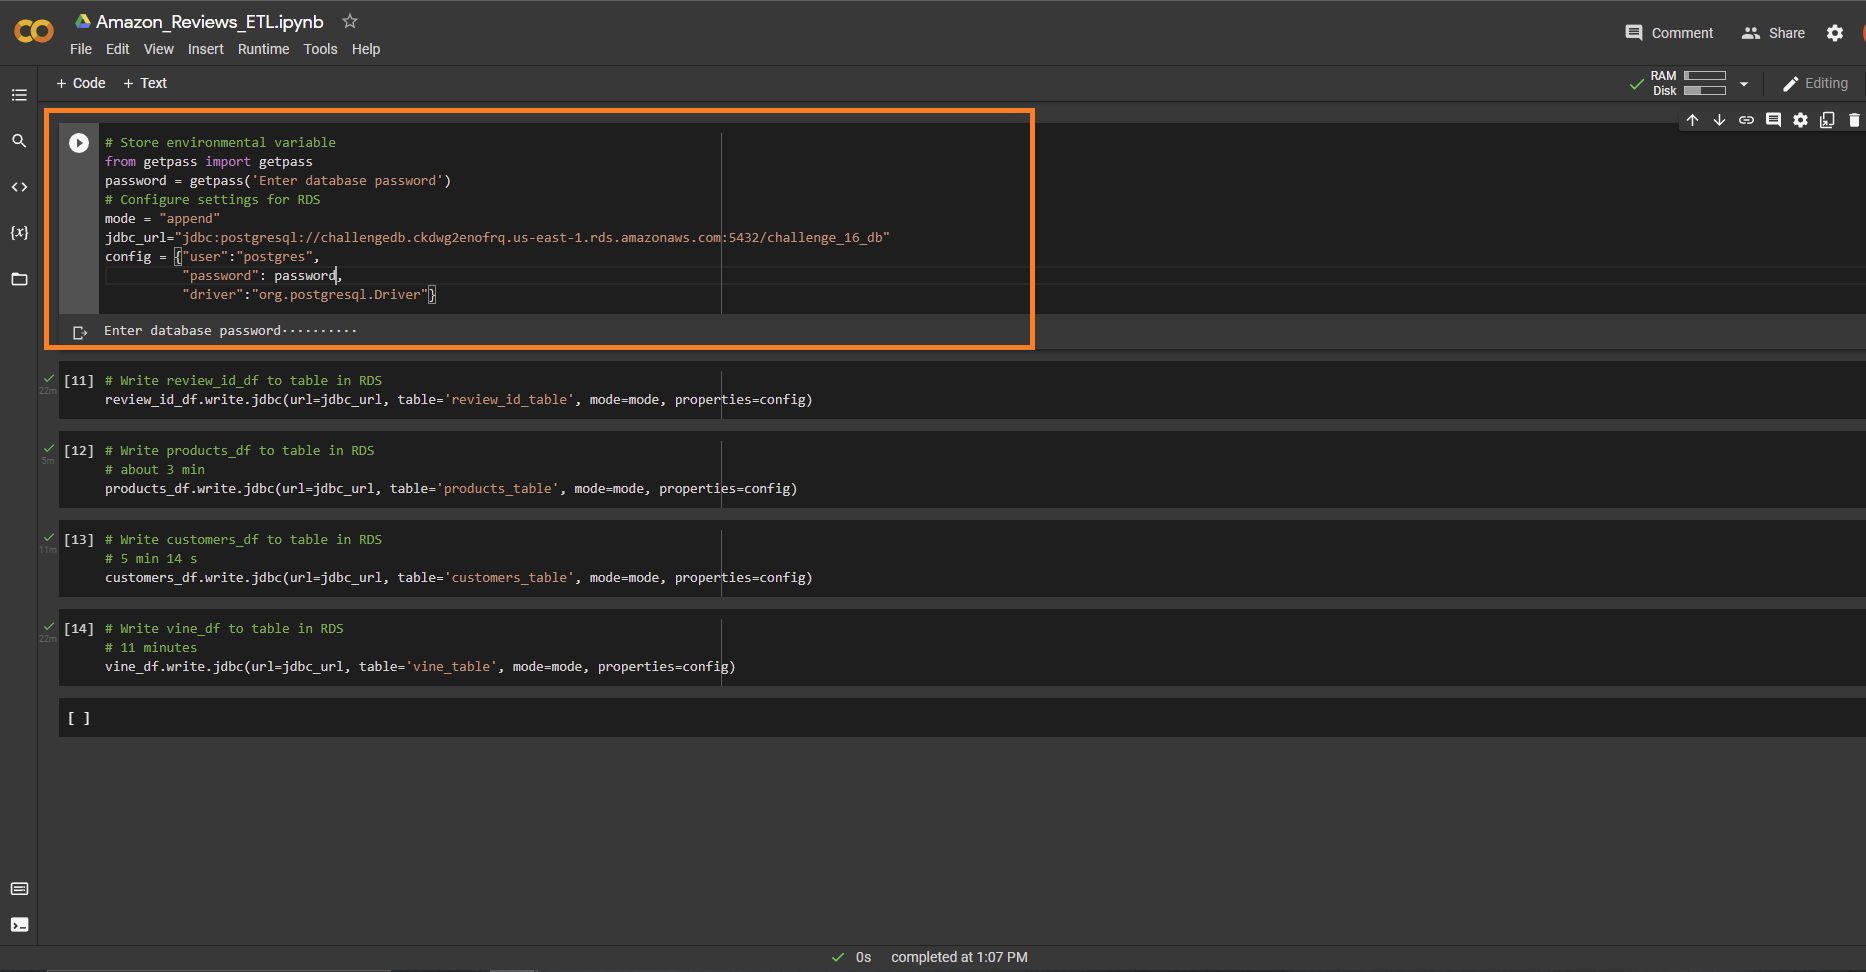 Amazon_Reviews_ETL.ipynb
File Edit View Insert Runtime Tools Help
Comment Share
+ Code + Text
RAM
Disk
Editing
# Store environmental variable
from getpass import getpass
password = getpass('Enter database password')
# Configure settings for RDS
mode = "append"
jdbc_url="jdbc:postgresql://challengedb.ckdwg2enofrq.us-east-1.rds.amazonaws.com:5432/challenge_16_db"
config = {"user":"postgres",
"password": password,
"driver":"org.postgresql.Driver"}
Enter database password··········
[11] # Write review_id_df to table in RDS
22m
review_id_df.write.jdbc(url=jdbc_url, table='review_id_table', mode=mode, properties=config)
[12] # Write products_df to table in RDS
5m
# about 3 min
products_df.write.jdbc(url=jdbc_url, table='products_table', mode=mode, properties=config)
[13] # Write customers_df to table in RDS
11m
# 5 min 14 s
customers_df.write.jdbc(url=jdbc_url, table='customers_table', mode=mode, properties=config)
[14] # Write vine_df to table in RDS
22m
# 11 minutes
vine_df.write.jdbc(url=jdbc_url, table='vine_table', mode=mode, properties=config)
[ ]
0s completed at 1:07 PM